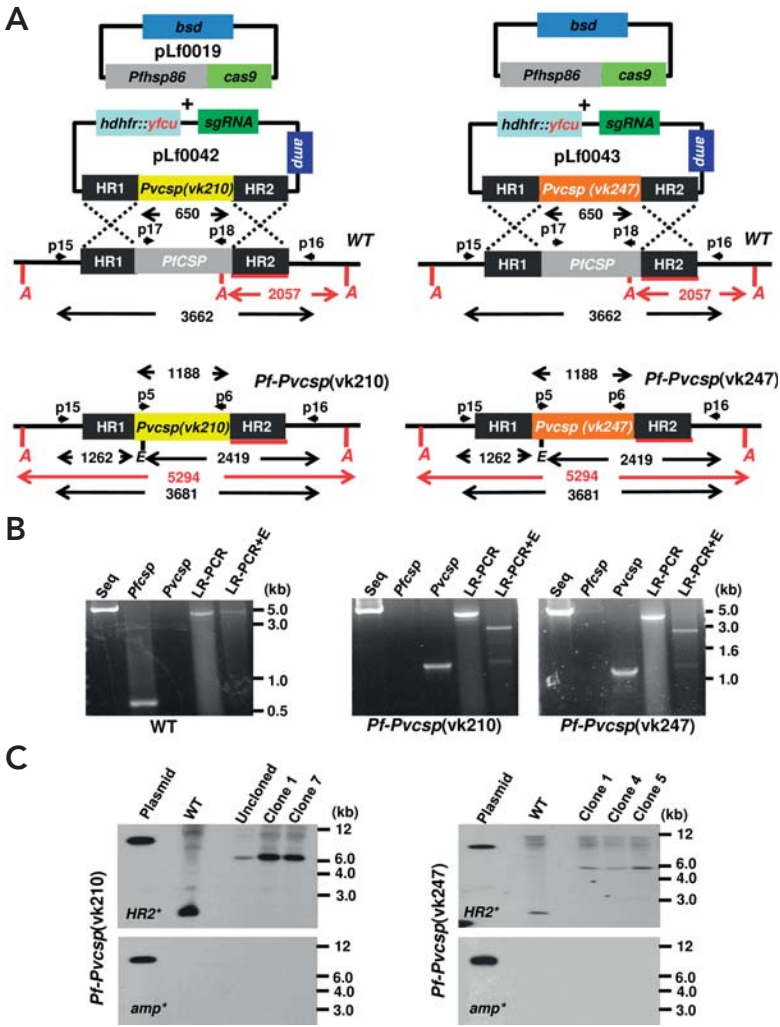 A
bsd
pLf0019
Pfhsp86 cas9
+
hdhfr::yfcu sgRNA
amp
pLf0042
HR1 Pvcsp(vk210) HR2
650
p15 p17 p18 p16 WT
HR1 PfCSP HR2
A A 2057 A
3662
1188 Pf-Pvcsp(vk210)
p15 p5 p6 p16
HR1 Pvcsp(vk210) HR2
A 1262 E 2419 A
5294
3681
bsd
Pfhsp86 cas9
+
hdhfr::yfcu sgRNA
amp
pLf0043
HR1 Pvcsp (vk247) HR2
650
p15 p17 p18 p16 WT
HR1 PfCSP HR2
A A 2057 A
3662
1188 Pf-Pvcsp(vk247)
p15 p5 p6 p16
HR1 Pvcsp (vk247) HR2
A 1262 E 2419 A
5294
3681
B
Seq Pfcsp Pvcsp LR-PCR LR-PCR+E
(kb)
5.0
3.0
1.0
0.5
WT
Seq Pfcsp Pvcsp LR-PCR LR-PCR+E
Pf-Pvcsp(vk210)
Seq Pfcsp Pvcsp LR-PCR LR-PCR+E
(kb)
5.0
3.0
1.6
1.0
Pf-Pvcsp(vk247)
C
Pf-Pvcsp(vk210)
Plasmid WT Uncloned Clone 1 Clone 7
(kb)
12
6.0
4.0
3.0
HR2*
12
6.0
4.0
3.0
amp*
Pf-Pvcsp(vk247)
Plasmid WT Clone 1 Clone 4 Clone 5
(kb)
12
6.0
4.0
3.0
HR2*
12
6.0
4.0
3.0
amp*